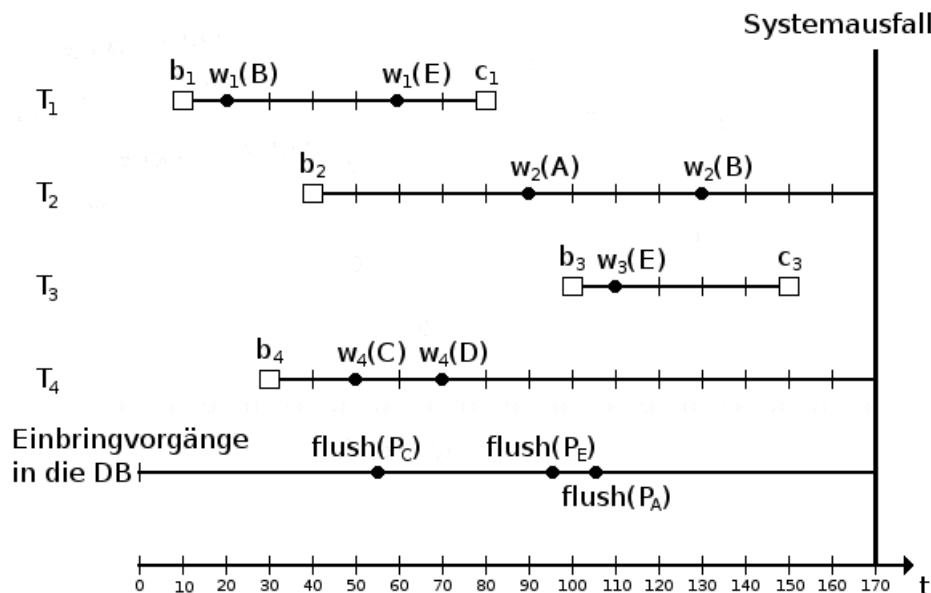 Systemausfall
b1 w1(B) w1(E) c1
T1
b2 w2(A) w2(B)
T2
b3 w3(E) c3
T3
b4 w4(C) w4(D)
T4
Einbringvorgänge
in die DB
flush(PC) flush(PE)
flush(PA)
0 10 20 30 40 50 60 70 80 90 100 110 120 130 140 150 160 170 t